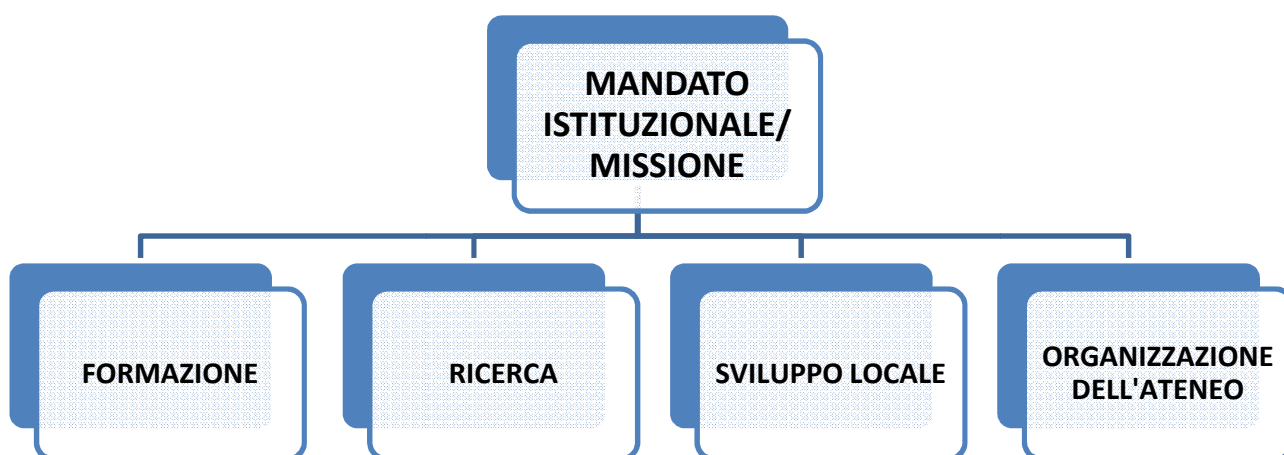 MANDATO
ISTITUZIONALE/
MISSIONE
FORMAZIONE
RICERCA
SVILUPPO LOCALE
ORGANIZZAZIONE
DELL'ATENEO